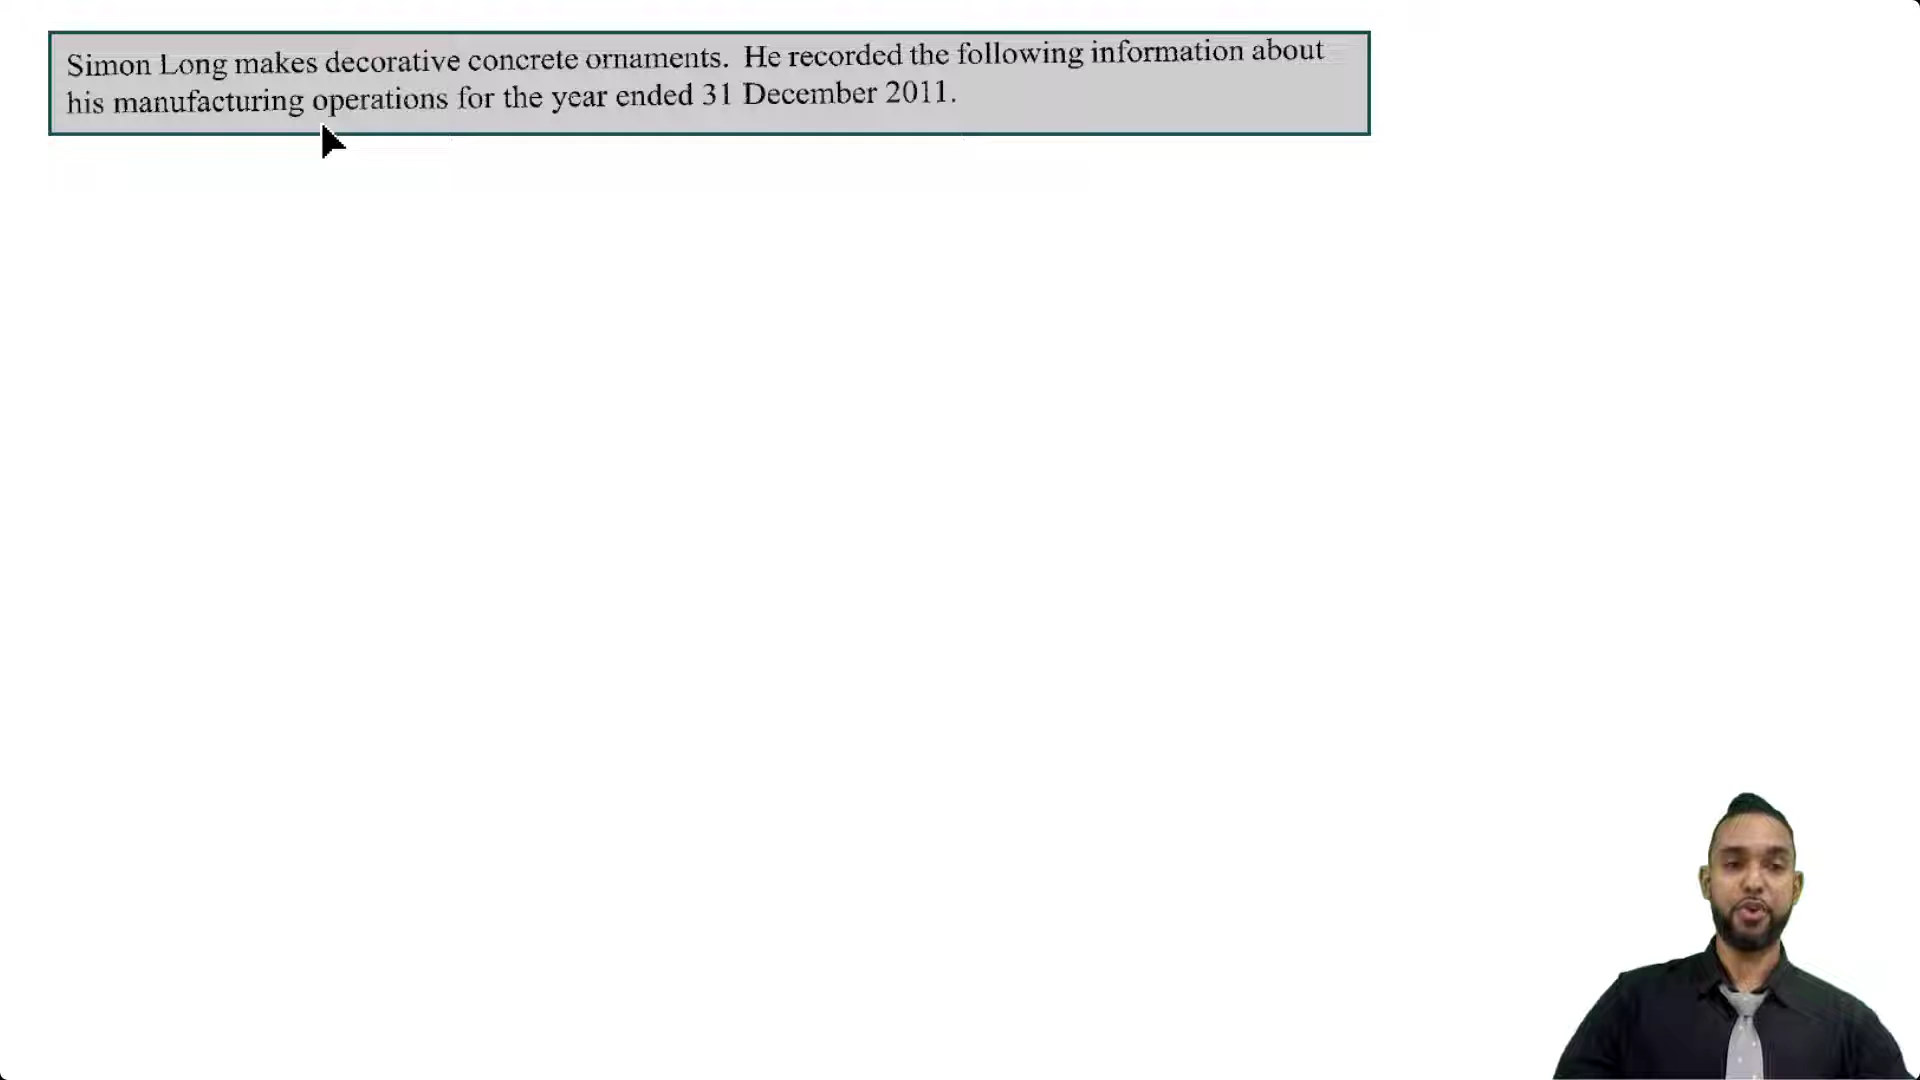 Simon Long makes decorative concrete ornaments. He recorded the following information about
his manufacturing operations for the year ended 31 December 2011.